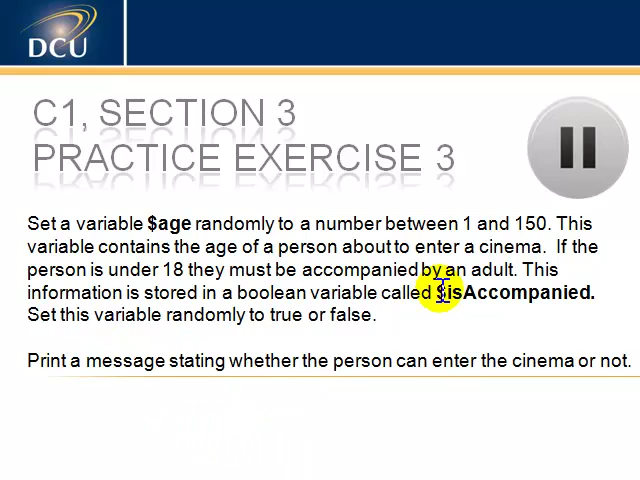 DCU
C1, SECTION 3
PRACTICE EXERCISE 3
Set a variable $age randomly to a number between 1 and 150. This
variable contains the age of a person about to enter a cinema. If the
person is under 18 they must be accompanied by an adult. This
information is stored in a boolean variable called $isAccompanied.
Set this variable randomly to true or false.
Print a message stating whether the person can enter the cinema or not.